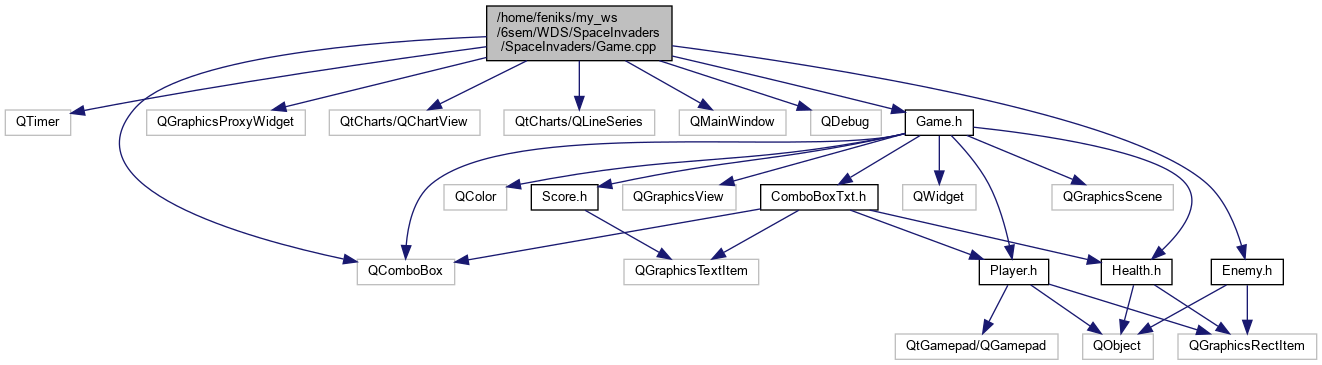 /home/feniks/my_ws
/6sem/WDS/SpaceInvaders
/SpaceInvaders/Game.cpp
QTimer
QGraphicsProxyWidget
QtCharts/QChartView
QtCharts/QLineSeries
QMainWindow
QDebug
Game.h
QColor
Score.h
QGraphicsView
ComboBoxTxt.h
QWidget
QGraphicsScene
QComboBox
QGraphicsTextItem
Player.h
Health.h
Enemy.h
QtGamepad/QGamepad
QObject
QGraphicsRectItem